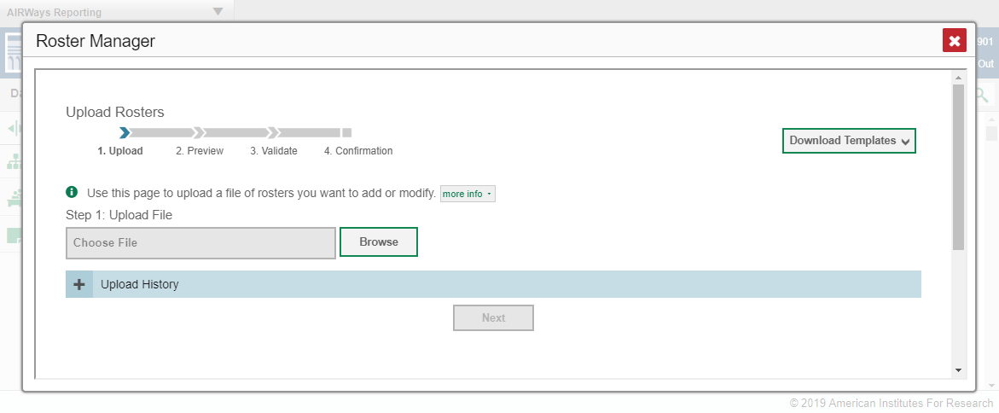 AIRWays Reporting
Roster Manager
901
Out
Da
Upload Rosters
1. Upload 2. Preview 3. Validate 4. Confirmation
Download Templates
Use this page to upload a file of rosters you want to add or modify. more info
Step 1: Upload File
Choose File Browse
Upload History
Next
© 2019 American Institutes For Research